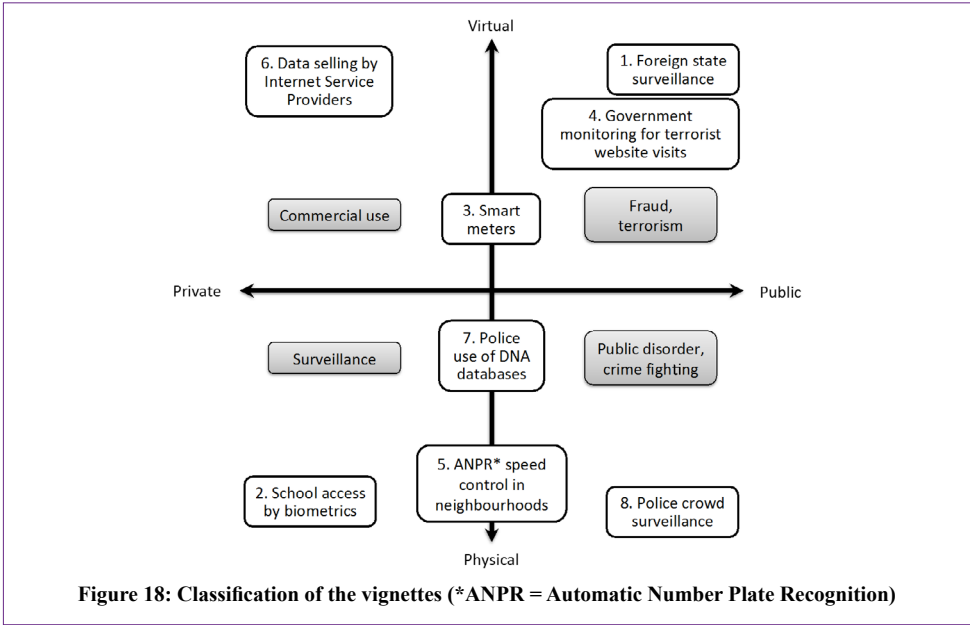 Virtual
6. Data selling by
Internet Service
Providers
1. Foreign state
surveillance
4. Government
monitoring for terrorist
website visits
Commercial use
3. Smart
meters
Fraud,
terrorism
Private
Public
Surveillance
7. Police
use of DNA
databases
Public disorder,
crime fighting
2. School access
by biometrics
5. ANPR* speed
control in
neighbourhoods
8. Police crowd
surveillance
Physical
Figure 18: Classification of the vignettes (*ANPR = Automatic Number Plate Recognition)